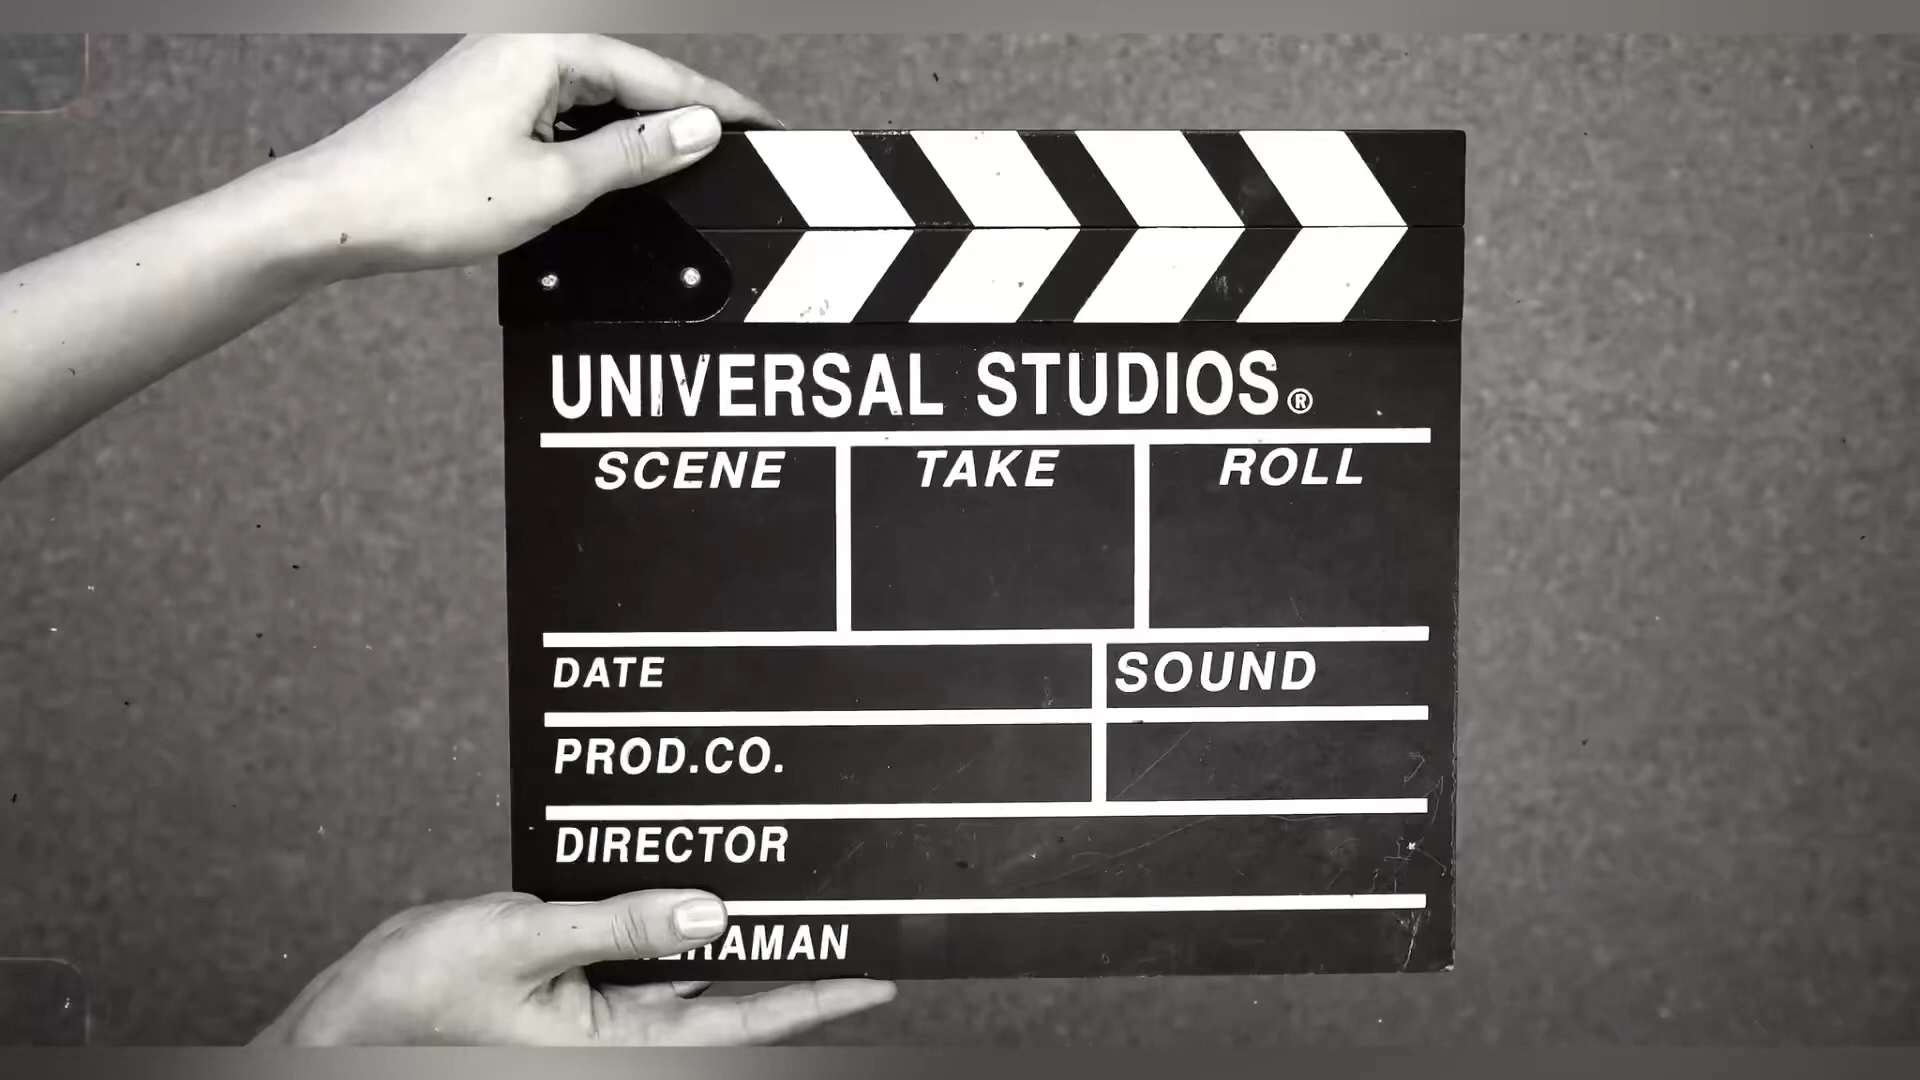 UNIVERSAL STUDIOS®
SCENE TAKE ROLL
DATE SOUND
PROD.CO.
DIRECTOR